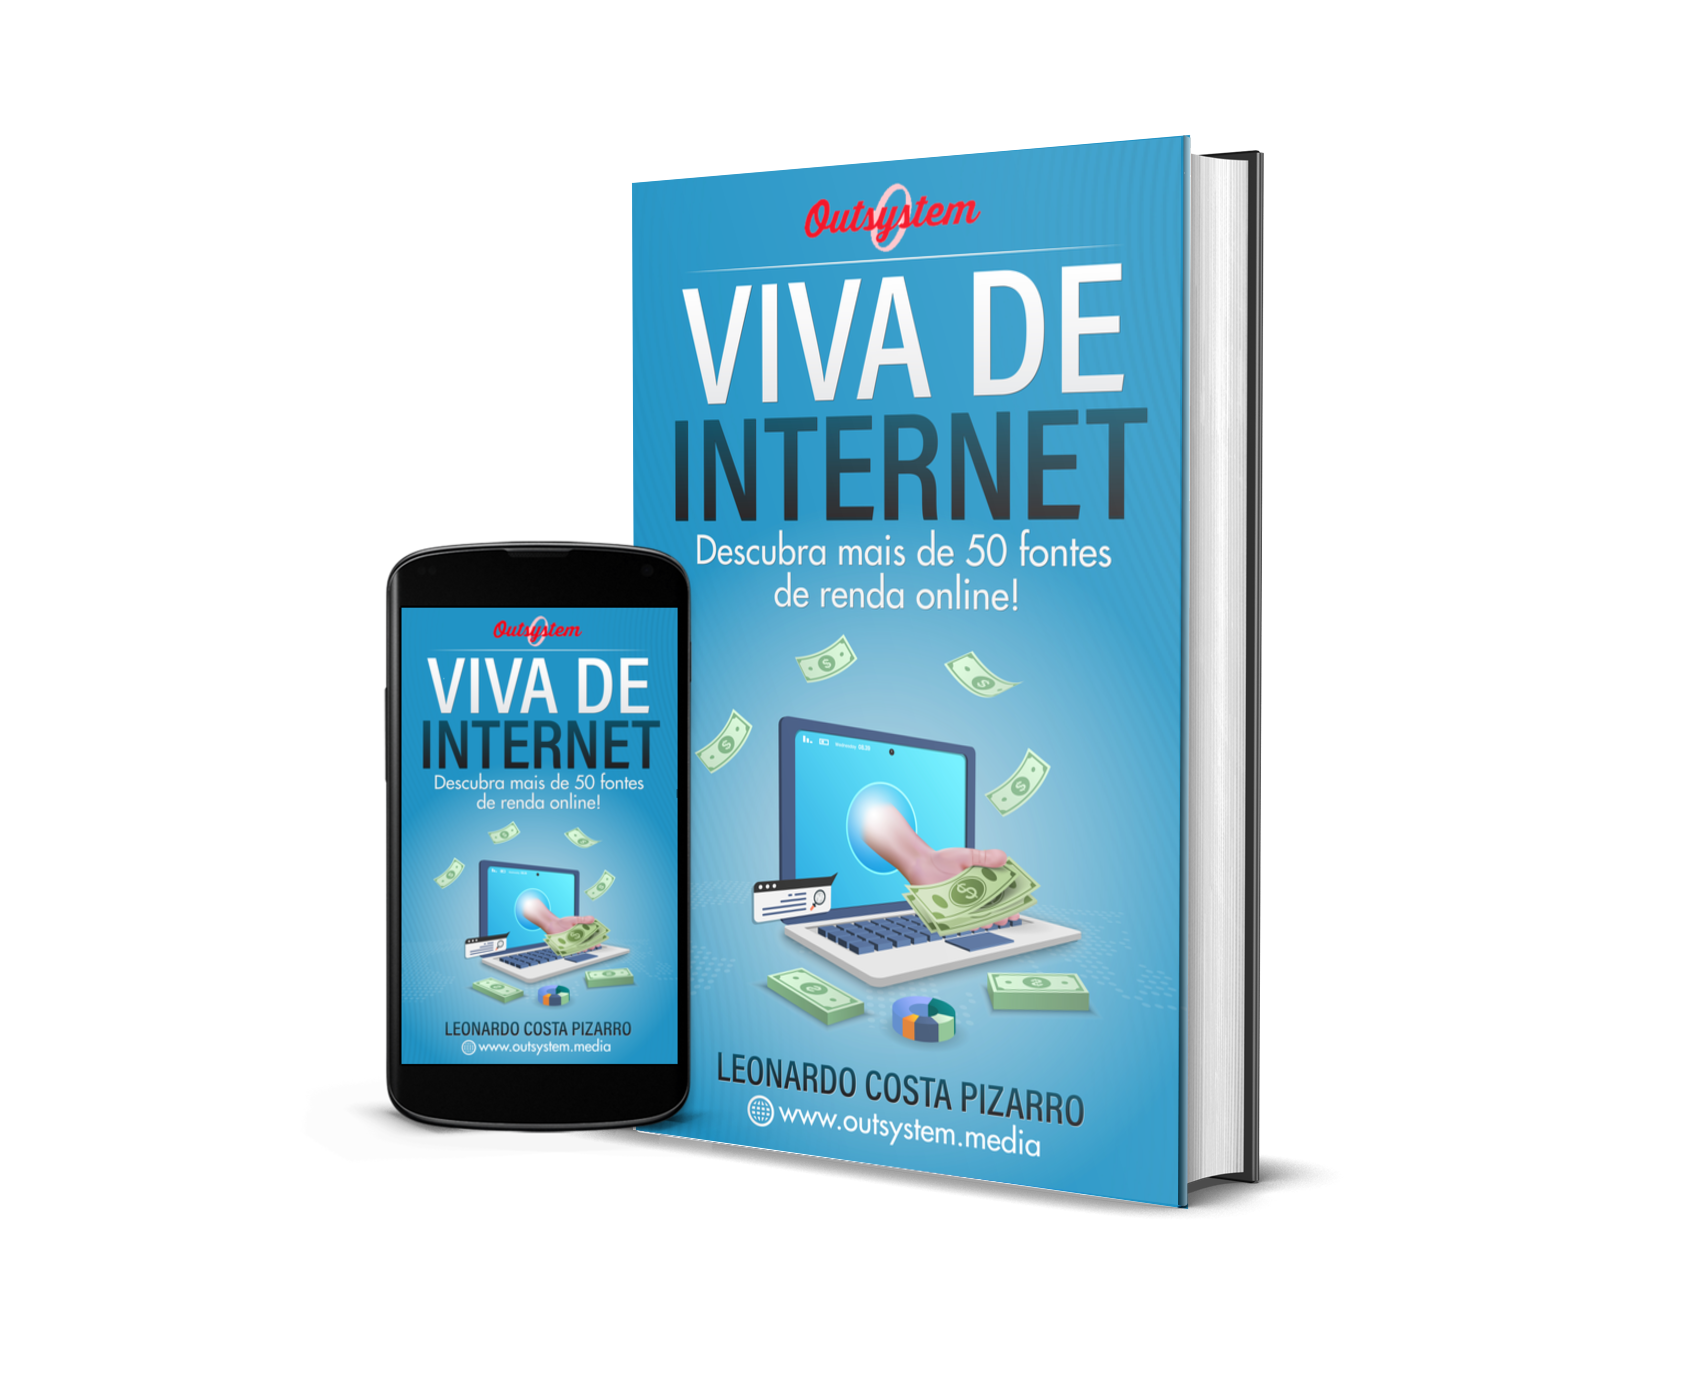 Outsystem
VIVA DE
INTERNET
Descubra mais de 50 fontes
de renda online!
LEONARDO COSTA PIZARRO
www.outsystem.media
Outsystem
VIVA DE
INTERNET
Descubra mais de 50 fontes
de renda online!
LEONARDO COSTA PIZARRO
www.outsystem.media